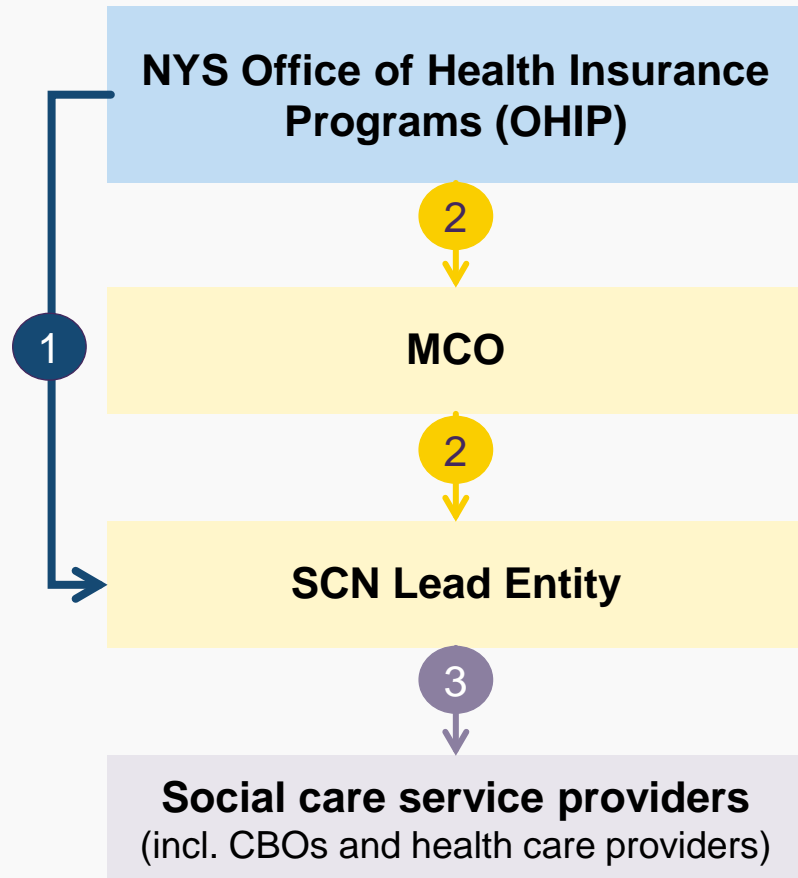 NYS Office of Health Insurance
Programs (OHIP)
2
MCO
1
2
SCN Lead Entity
3
Social care service providers
(incl. CBOs and health care providers)